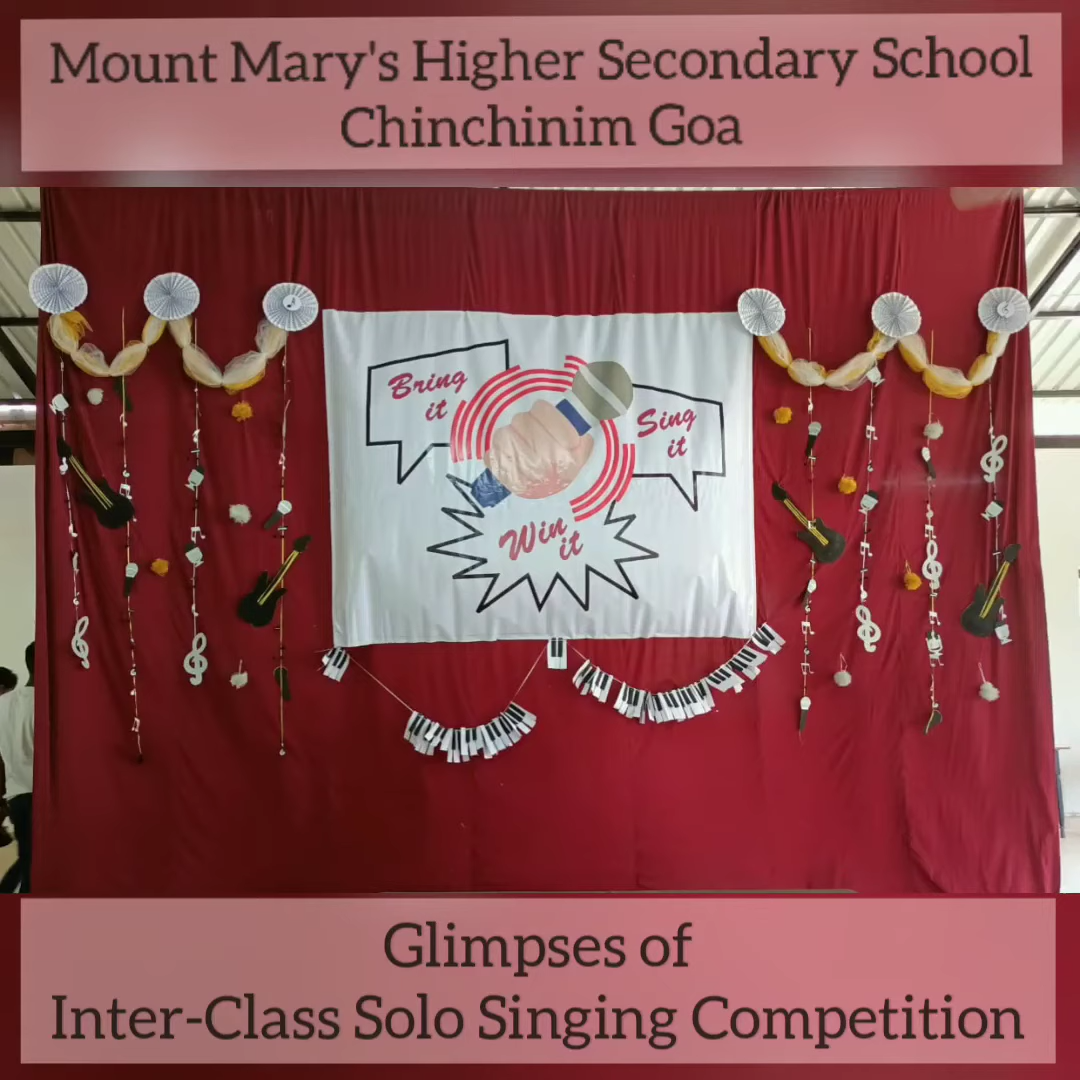 Mount Mary's Higher Secondary School
Chinchinim Goa
Bring
it
Sing
it
Win
it
Glimpses of
Inter-Class Solo Singing Competition